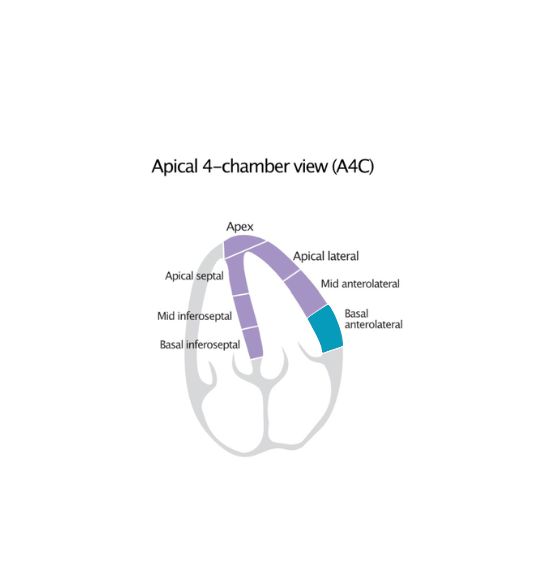 Apical 4-chamber view (A4C)
Apex
Apical lateral
Apical septal
Mid anterolateral
Mid inferoseptal
Basal
anterolateral
Basal inferoseptal